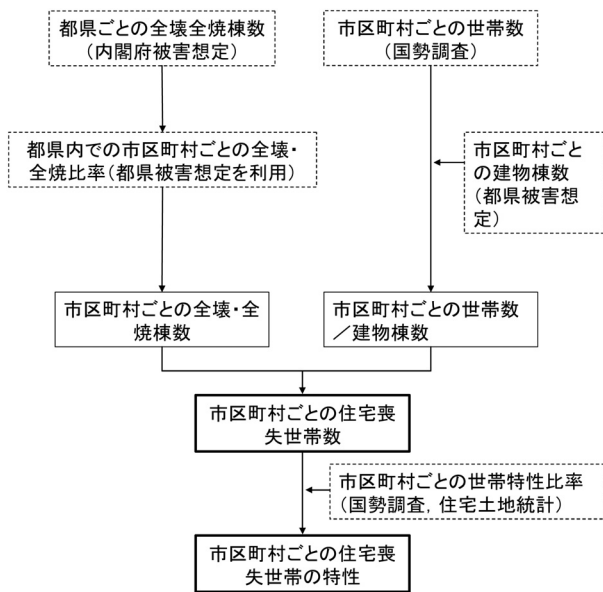 都県ごとの全壊全焼棟数
(内閣府被害想定)
市区町村ごとの世帯数
(国勢調査)
都県内での市区町村ごとの全壊・
全焼比率(都県被害想定を利用)
市区町村ごと
の建物棟数
(都県被害想
定)
市区町村ごとの全壊・全
焼棟数
市区町村ごとの世帯数
／建物棟数
市区町村ごとの住宅喪
失世帯数
市区町村ごとの世帯特性比率
(国勢調査, 住宅土地統計)
市区町村ごとの住宅喪
失世帯の特性